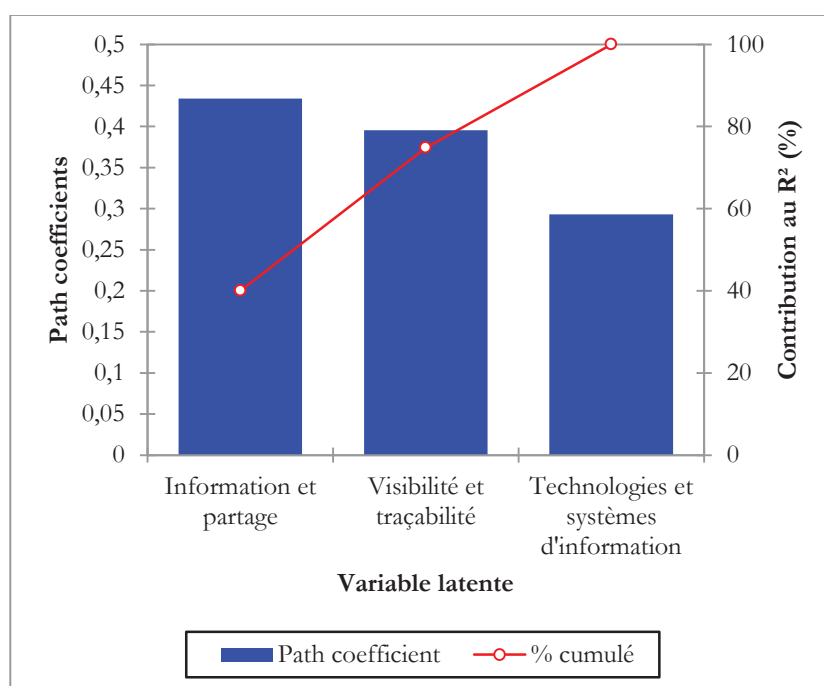 0,5
0,45
0,4
0,35
0,3
0,25
0,2
0,15
0,1
0,05
0
Path coefficients
100
80
60
40
20
0
Contribution au R² (%)
Information et
partage
Visibilité et
traçabilité
Technologies et
systèmes
d'information
Variable latente
Path coefficient
% cumulé